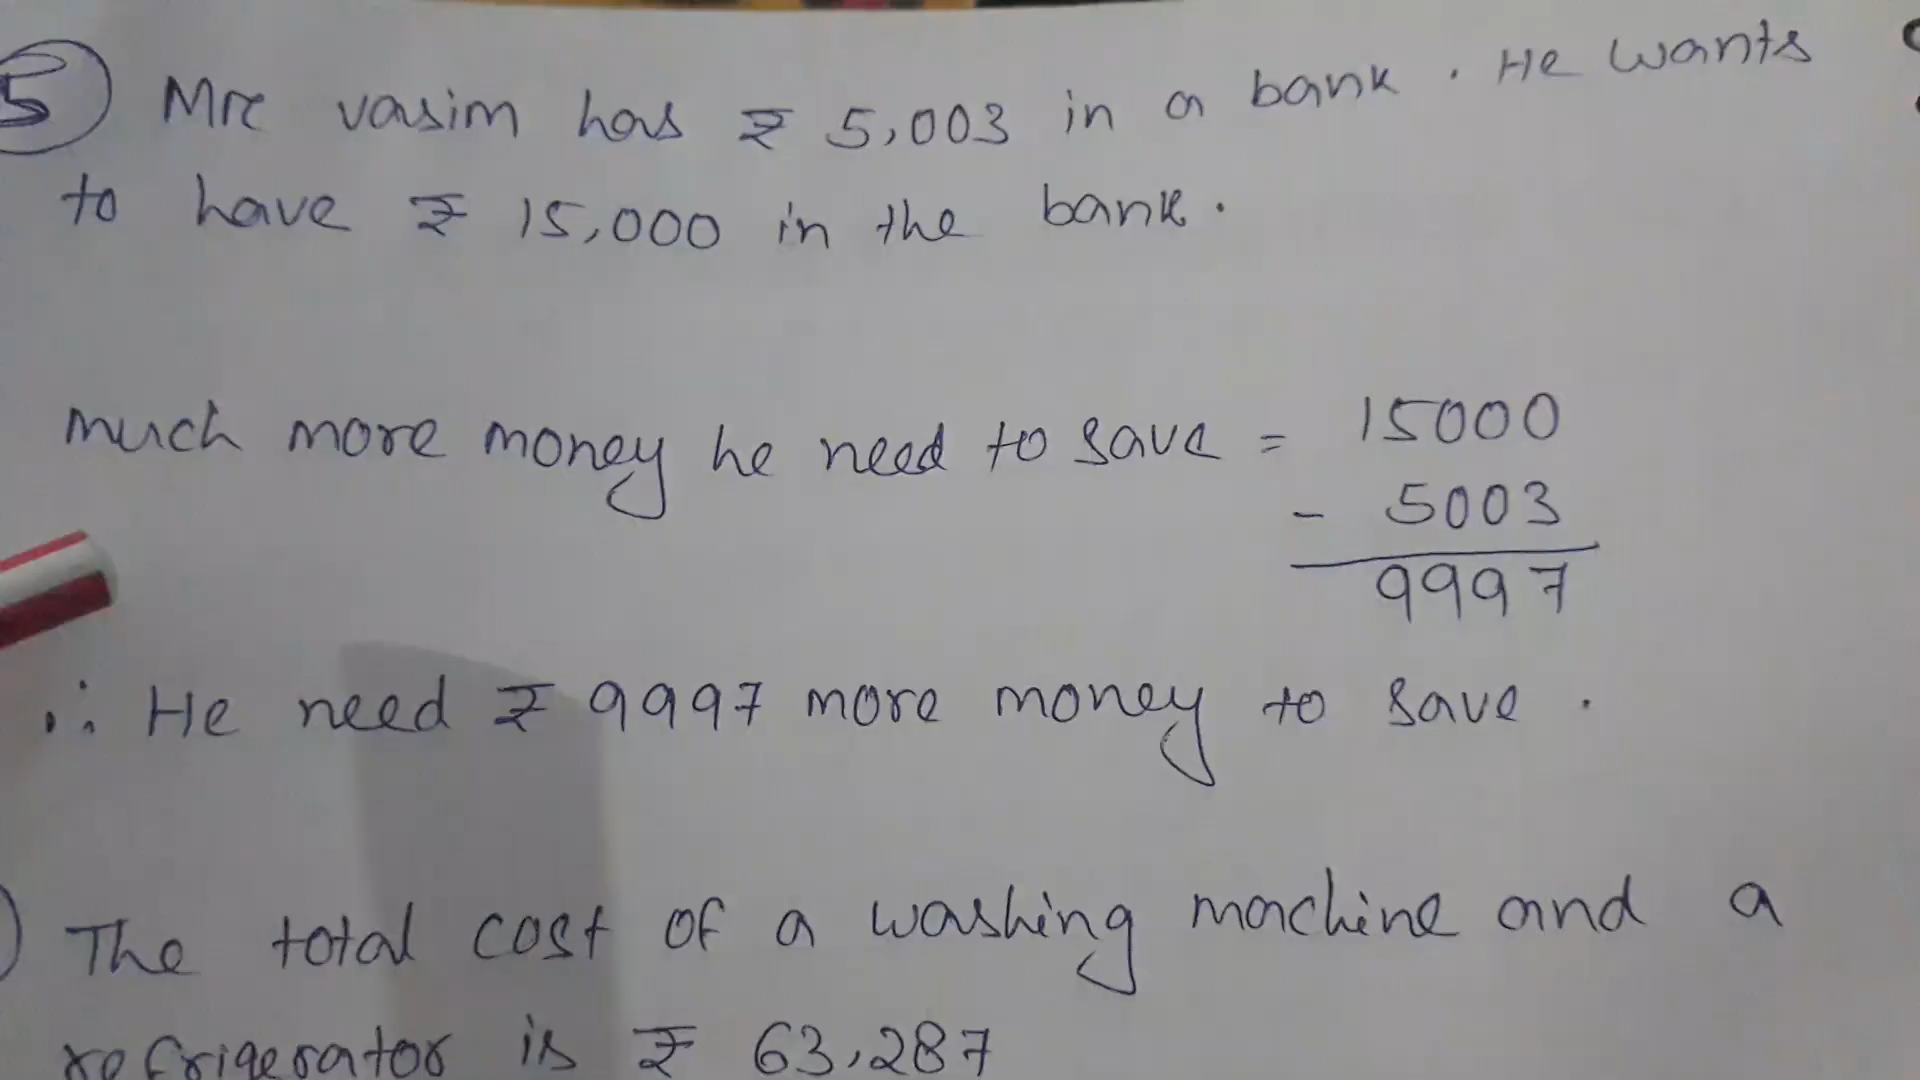 5 Mr vasim has ₹ 5,003 in a bank. He wants
to have ₹ 15,000 in the bank.
much more money he need to save = 15000
- 5003
9997
∴ He need ₹ 9997 more money to save.
The total cost of a washing machine and a
refrigerator is ₹ 63,287